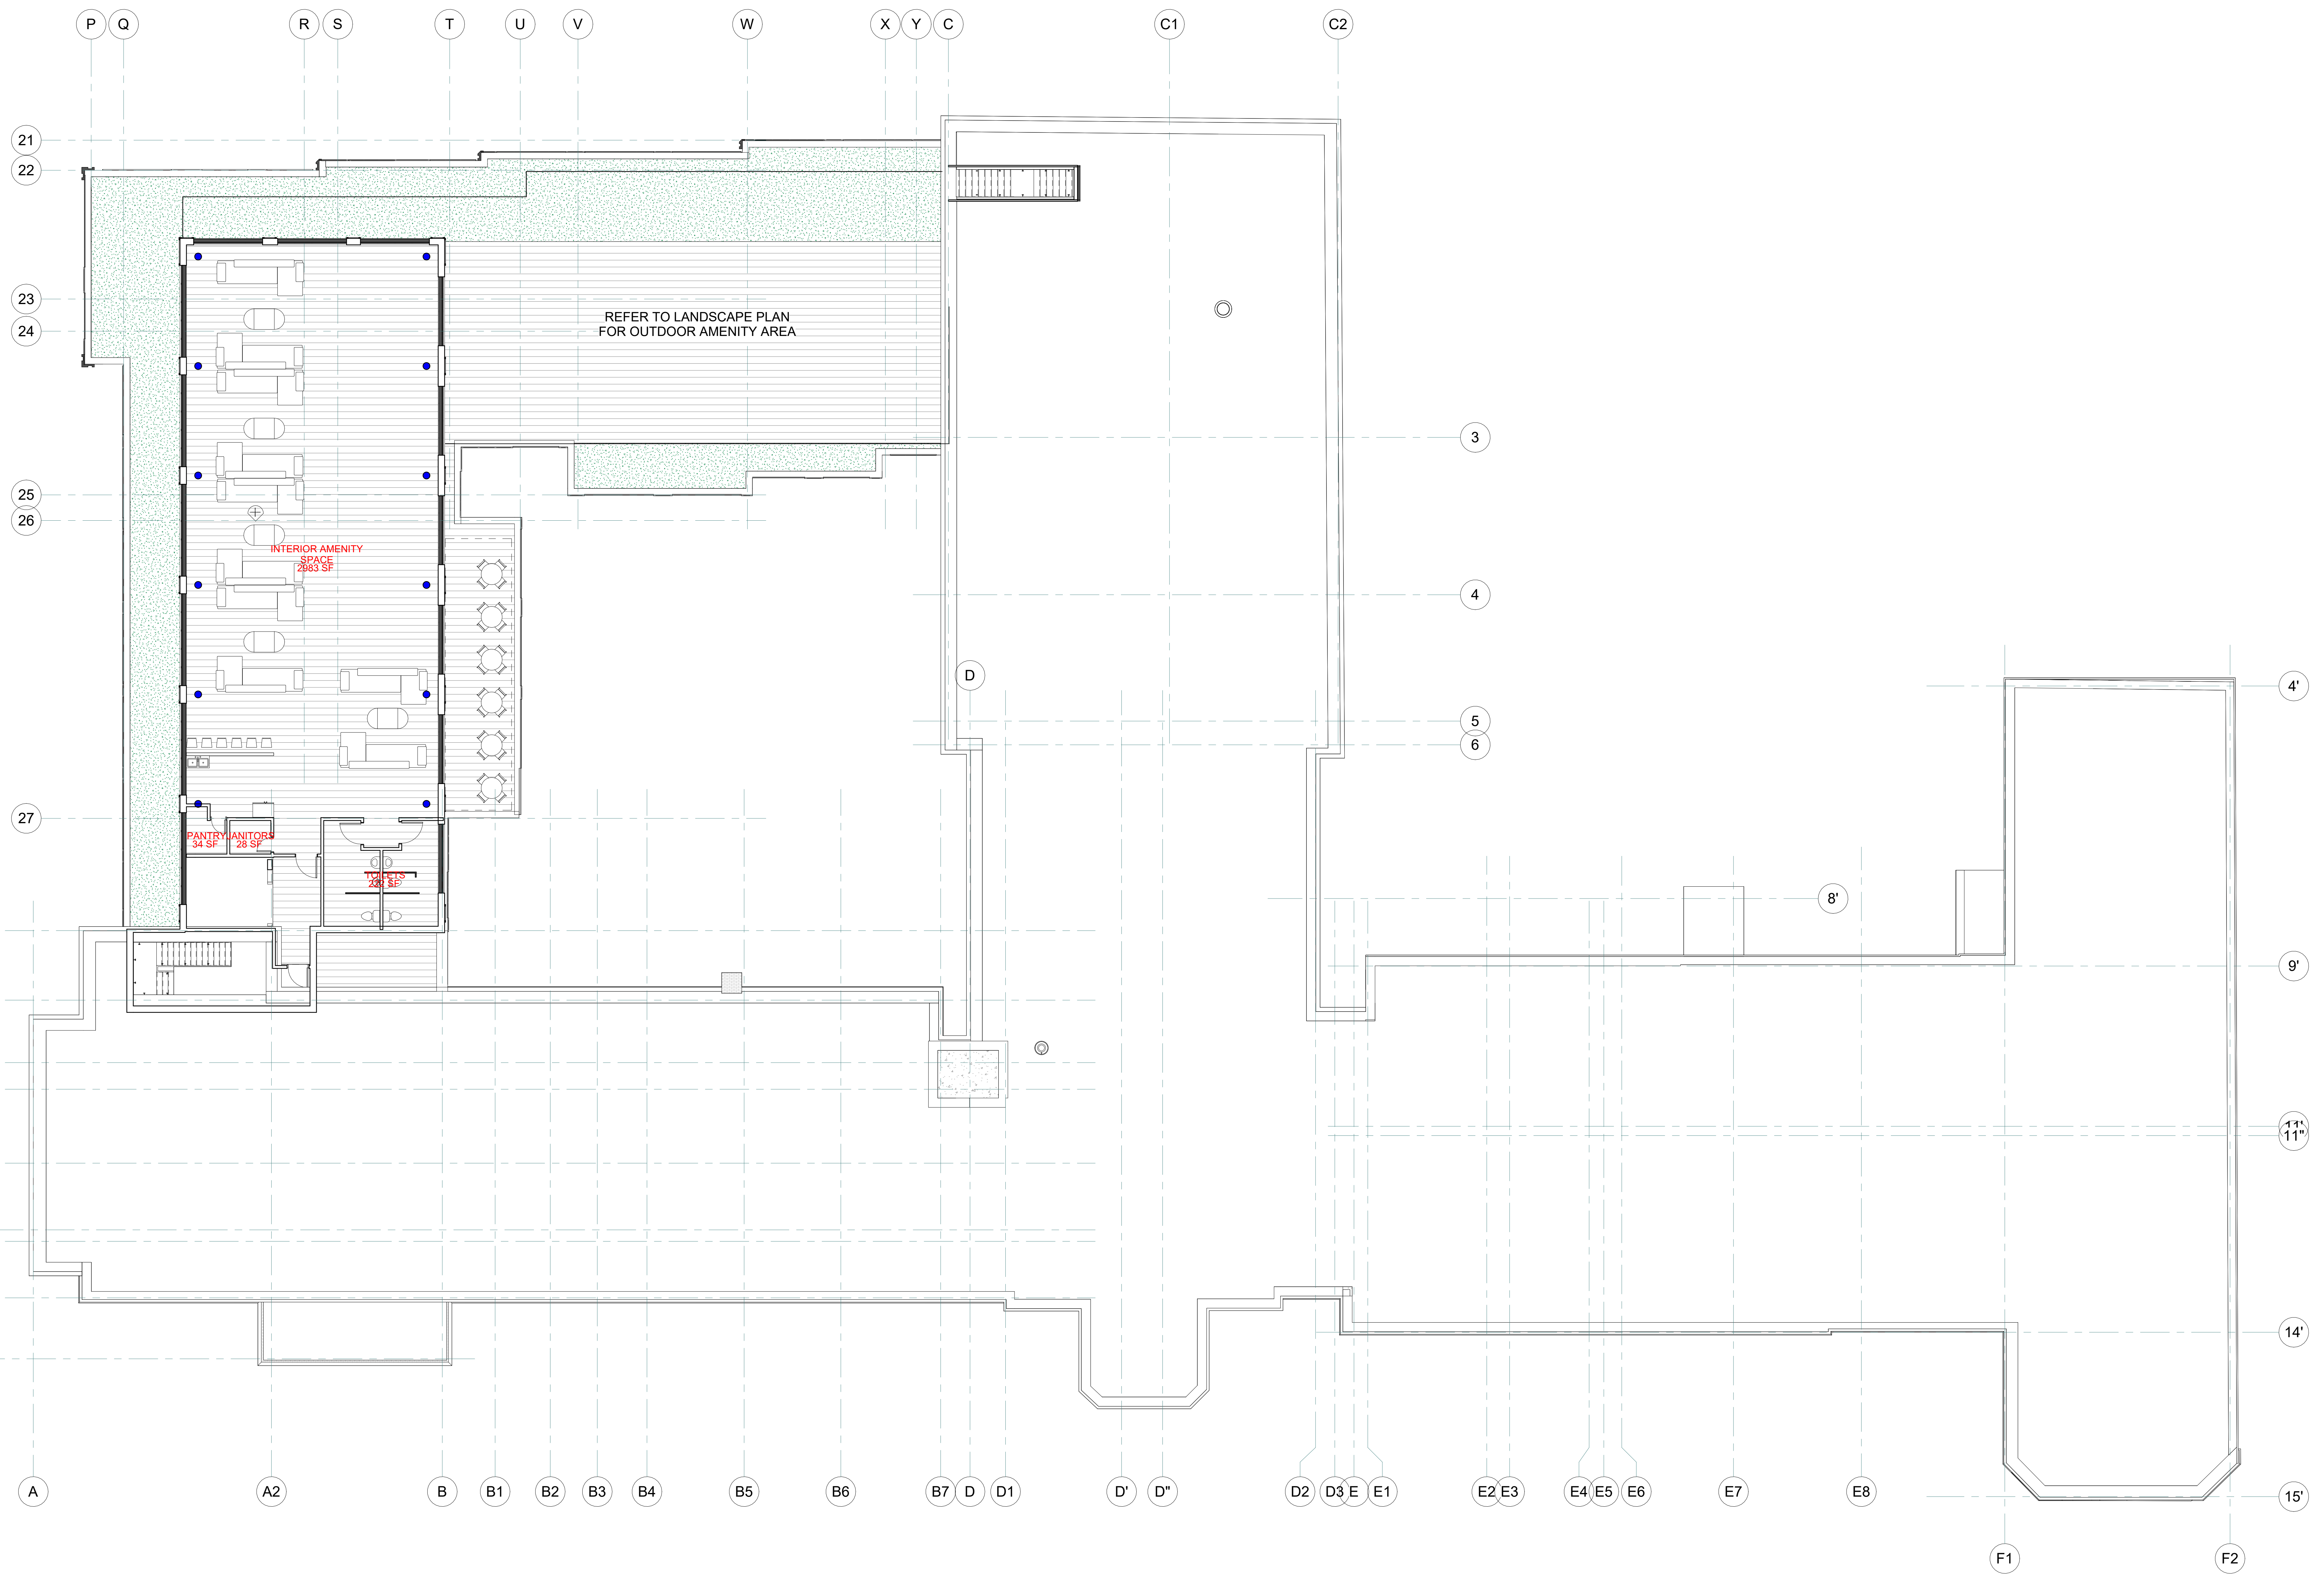 P Q R S T U V W X Y C C1 C2
21
22
23
24
REFER TO LANDSCAPE PLAN
FOR OUTDOOR AMENITY AREA
3
25
26
INTERIOR AMENITY
SPACE
2983 SF
4
D
4'
5
6
27
PANTRY JANITORS
34 SF 28 SF
TOILETS
222 SF
8'
9'
11'
11"
14'
A A2 B B1 B2 B3 B4 B5 B6 B7 D D1 D' D" D2 D3 E E1 E2 E3 E4 E5 E6 E7 E8
15'
F1 F2